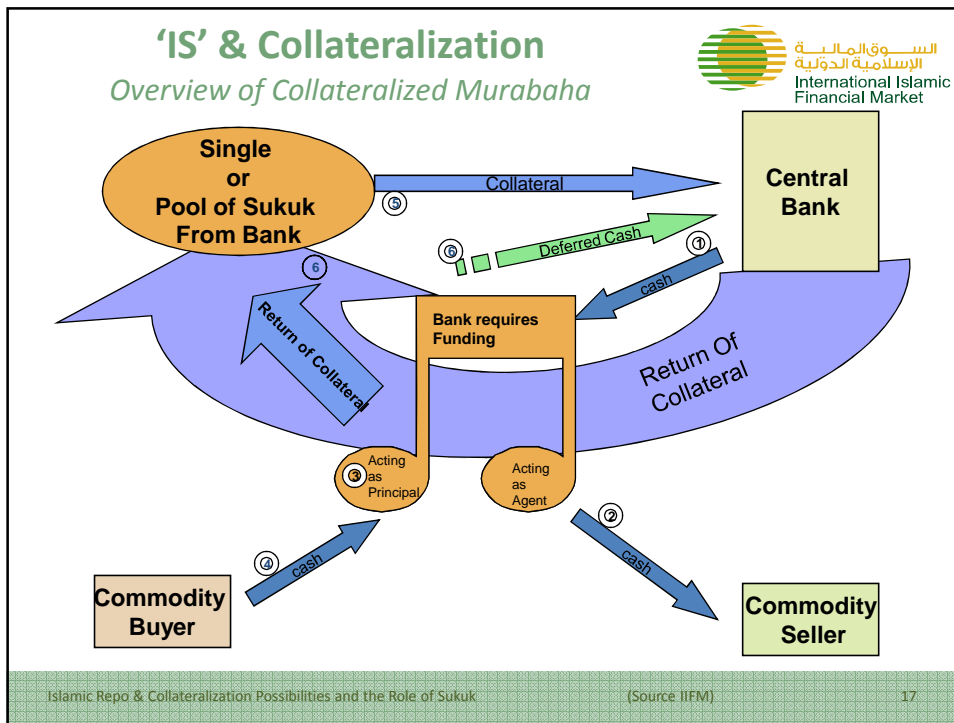 ‘IS’ & Collateralization
Overview of Collateralized Murabaha
الســـوق الماليـــة
الإسلامية الدولية
International Islamic
Financial Market
Single
or
Pool of Sukuk
From Bank
Collateral
5
Central
Bank
6
Deferred Cash
1
cash
6
Return of Collateral
Bank requires
Funding
Return Of
Collateral
3
Acting
as
Principal
Acting
as
Agent
2
cash
4
cash
Commodity
Buyer
Commodity
Seller
Islamic Repo & Collateralization Possibilities and the Role of Sukuk (Source IIFM) 17